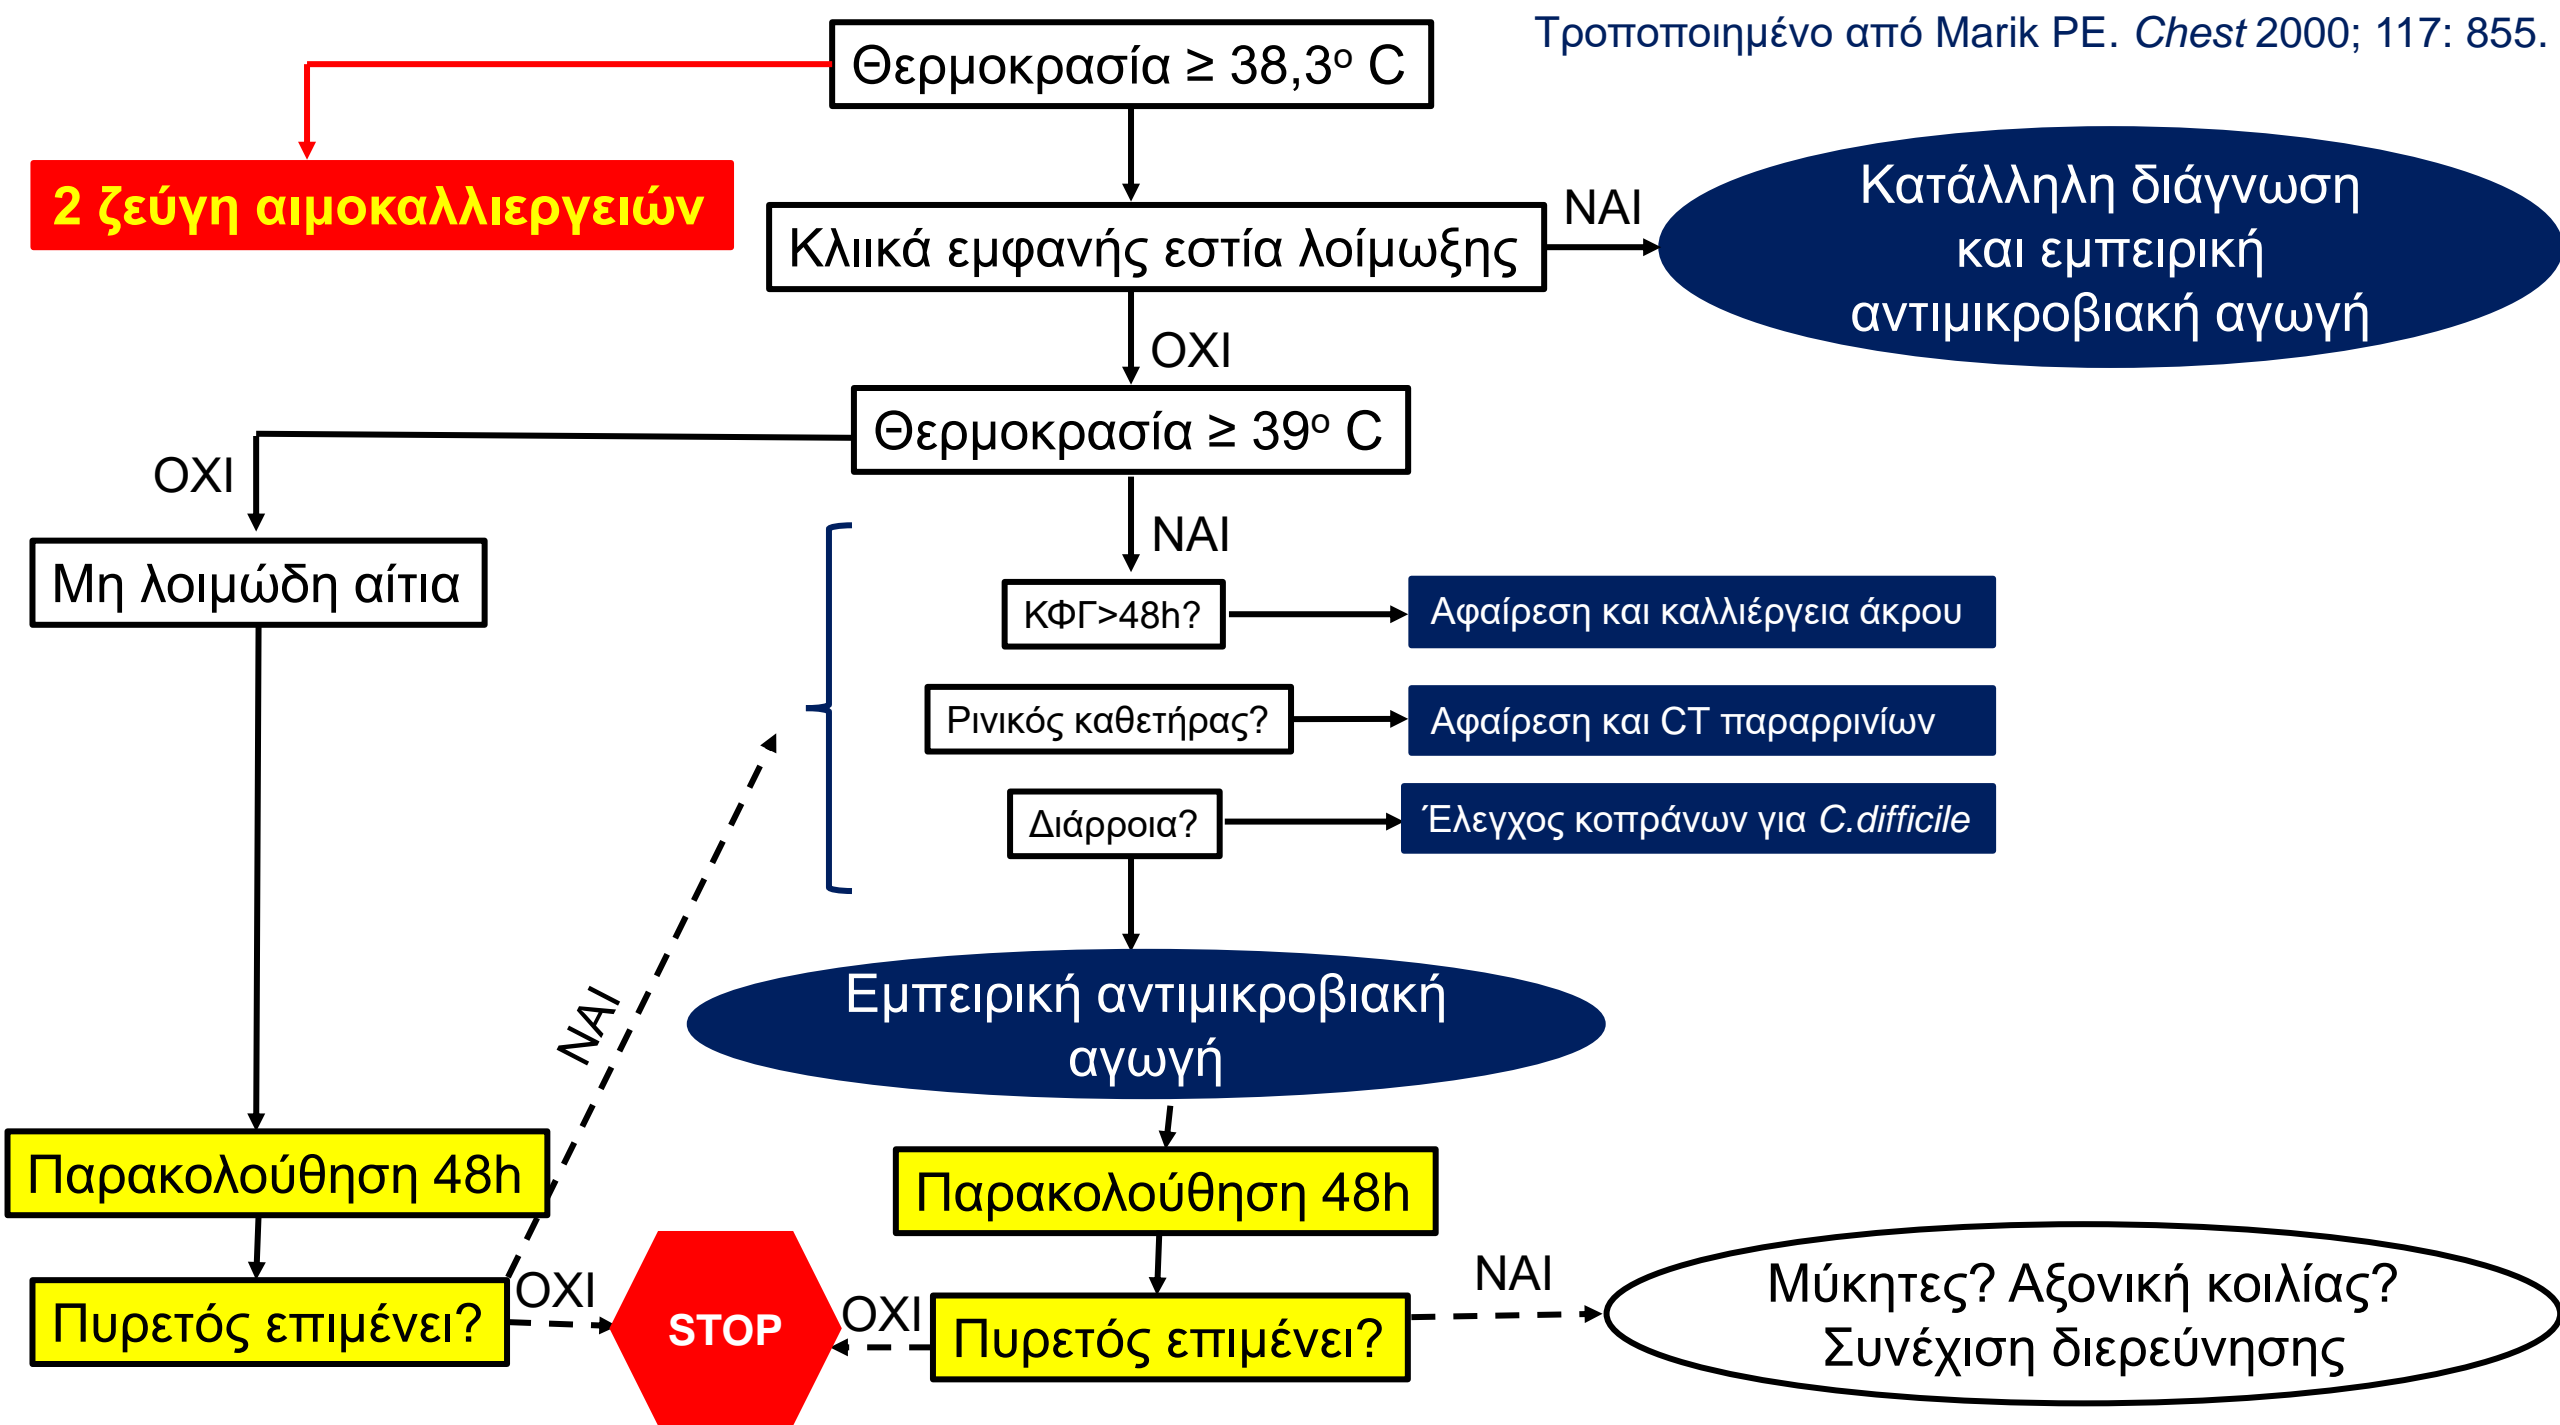 Τροποποιημένο από Marik PE. Chest 2000; 117: 855.
Θερμοκρασία ≥ 38,3ο C
2 ζεύγη αιμοκαλλιεργειών
Κλιικά εμφανής εστία λοίμωξης
ΝΑΙ
Κατάλληλη διάγνωση
και εμπειρική
αντιμικροβιακή αγωγή
ΟΧΙ
Θερμοκρασία ≥ 39ο C
ΟΧΙ
ΝΑΙ
Μη λοιμώδη αίτια
ΚΦΓ>48h?
Αφαίρεση και καλλιέργεια άκρου
Ρινικός καθετήρας?
Αφαίρεση και CT παραρρινίων
Διάρροια?
Έλεγχος κοπράνων για C.difficile
ΝΑΙ
Εμπειρική αντιμικροβιακή
αγωγή
Παρακολούθηση 48h
Παρακολούθηση 48h
Πυρετός επιμένει?
ΟΧΙ
STOP
ΟΧΙ
Πυρετός επιμένει?
ΝΑΙ
Μύκητες? Αξονική κοιλίας?
Συνέχιση διερεύνησης